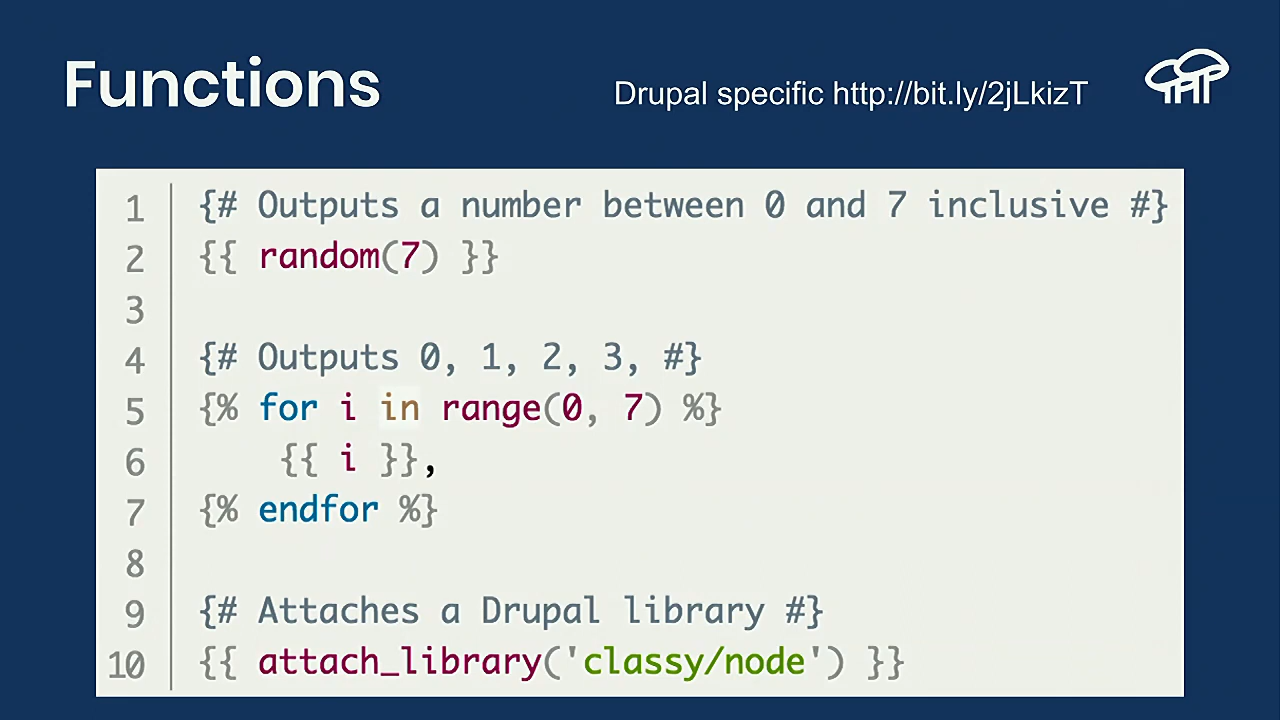 Functions
Drupal specific http://bit.ly/2jLkizT
1 {# Outputs a number between 0 and 7 inclusive #}
2 {{ random(7) }}
3
4 {# Outputs 0, 1, 2, 3, #}
5 {% for i in range(0, 7) %}
6     {{ i }},
7 {% endfor %}
8
9 {# Attaches a Drupal library #}
10 {{ attach_library('classy/node') }}